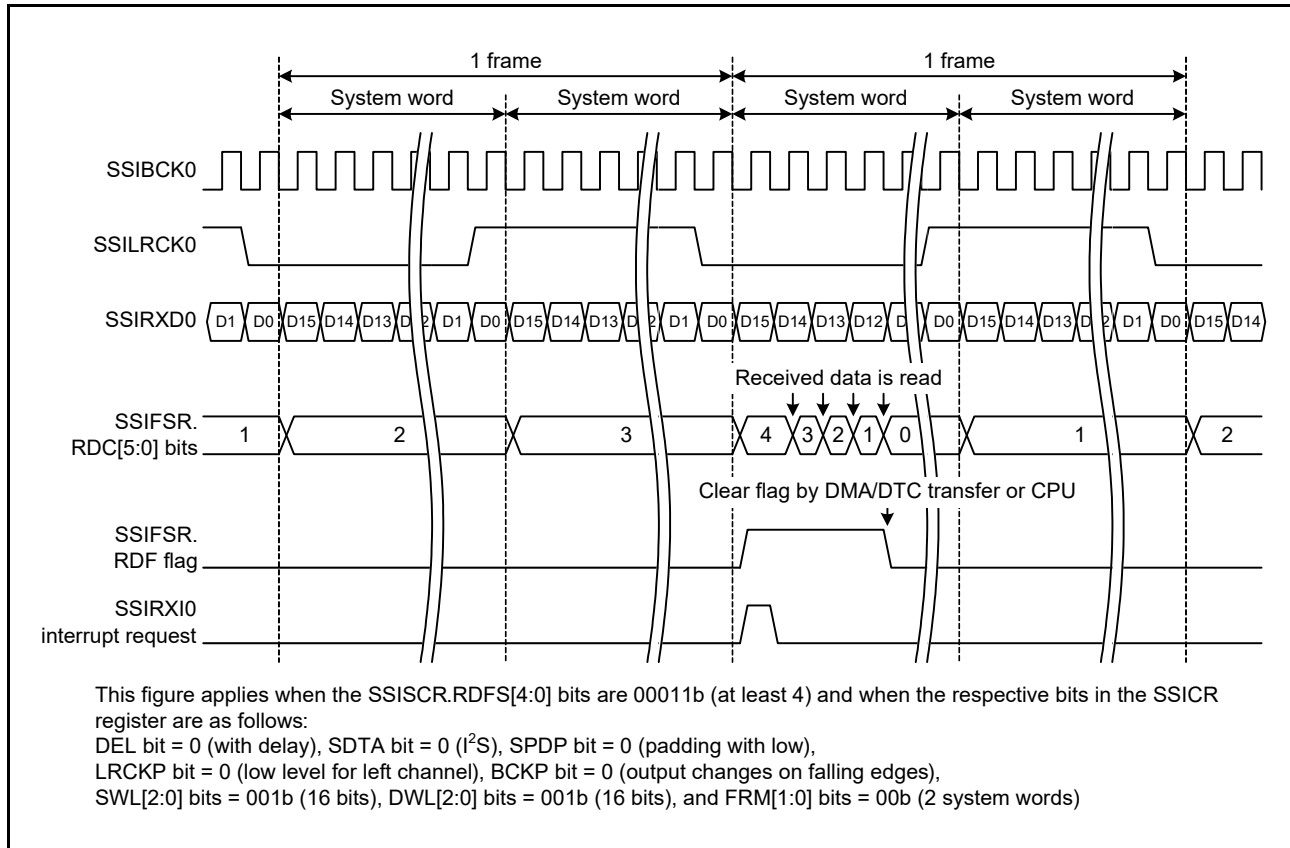 1 frame 1 frame
System word System word System word System word
SSIBCK0
SSILRCK0
SSIRXD0 D1 D0 D15 D14 D13 D1 D0 D15 D14 D13 D1 D0 D15 D14 D13 D12 D0 D15 D14 D13 D1 D0 D15 D14
Received data is read
SSIFSR.
RDC[5:0] bits
1 2 3 4 3 2 1 0 1 2
Clear flag by DMA/DTC transfer or CPU
SSIFSR.
RDF flag
SSIRXI0
interrupt request
This figure applies when the SSISCR.RDFS[4:0] bits are 00011b (at least 4) and when the respective bits in the SSICR
register are as follows:
DEL bit = 0 (with delay), SDTA bit = 0 (I²S), SPDP bit = 0 (padding with low),
LRCKP bit = 0 (low level for left channel), BCKP bit = 0 (output changes on falling edges),
SWL[2:0] bits = 001b (16 bits), DWL[2:0] bits = 001b (16 bits), and FRM[1:0] bits = 00b (2 system words)